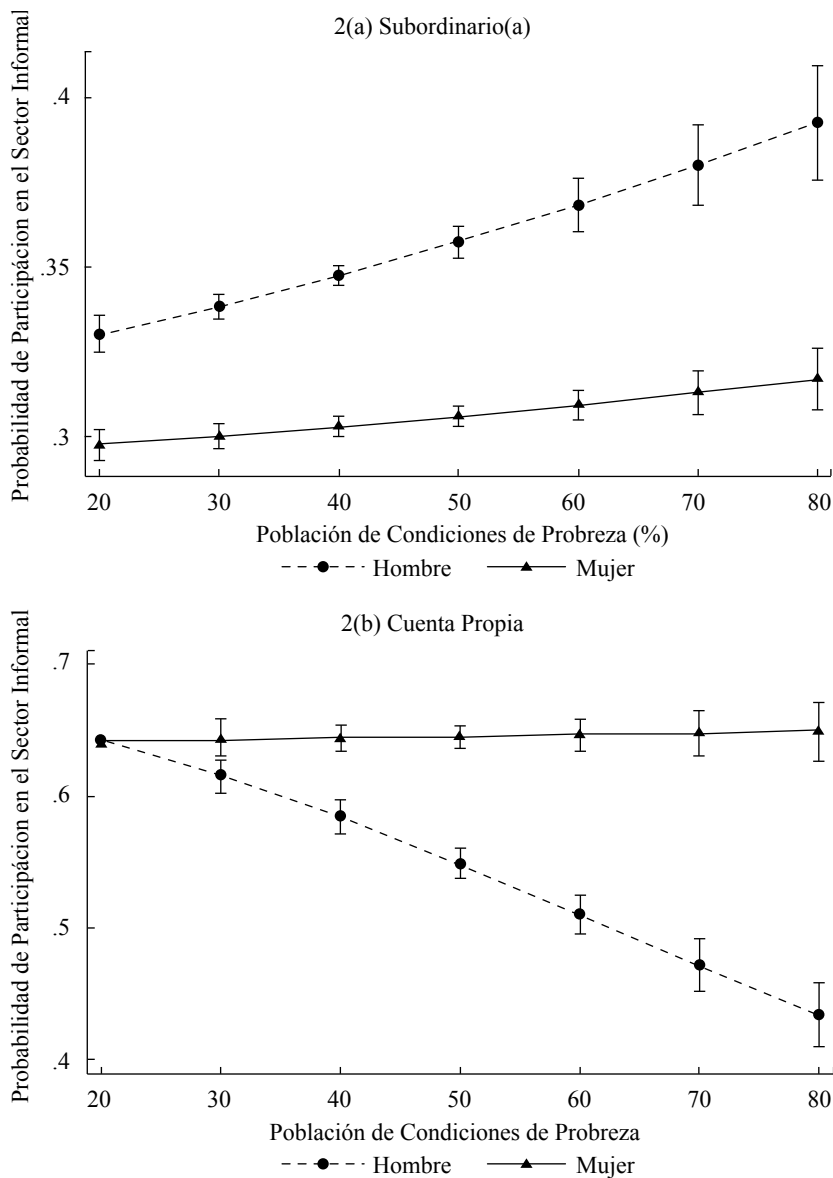 2(a) Subordinario(a)
Probabilidad de Participácion en el Sector Informal
.4
.35
.3
20 30 40 50 60 70 80
Población de Condiciones de Probreza (%)
Hombre Mujer
2(b) Cuenta Propia
Probabilidad de Participácion en el Sector Informal
.7
.6
.5
.4
20 30 40 50 60 70 80
Población de Condiciones de Probreza
Hombre Mujer